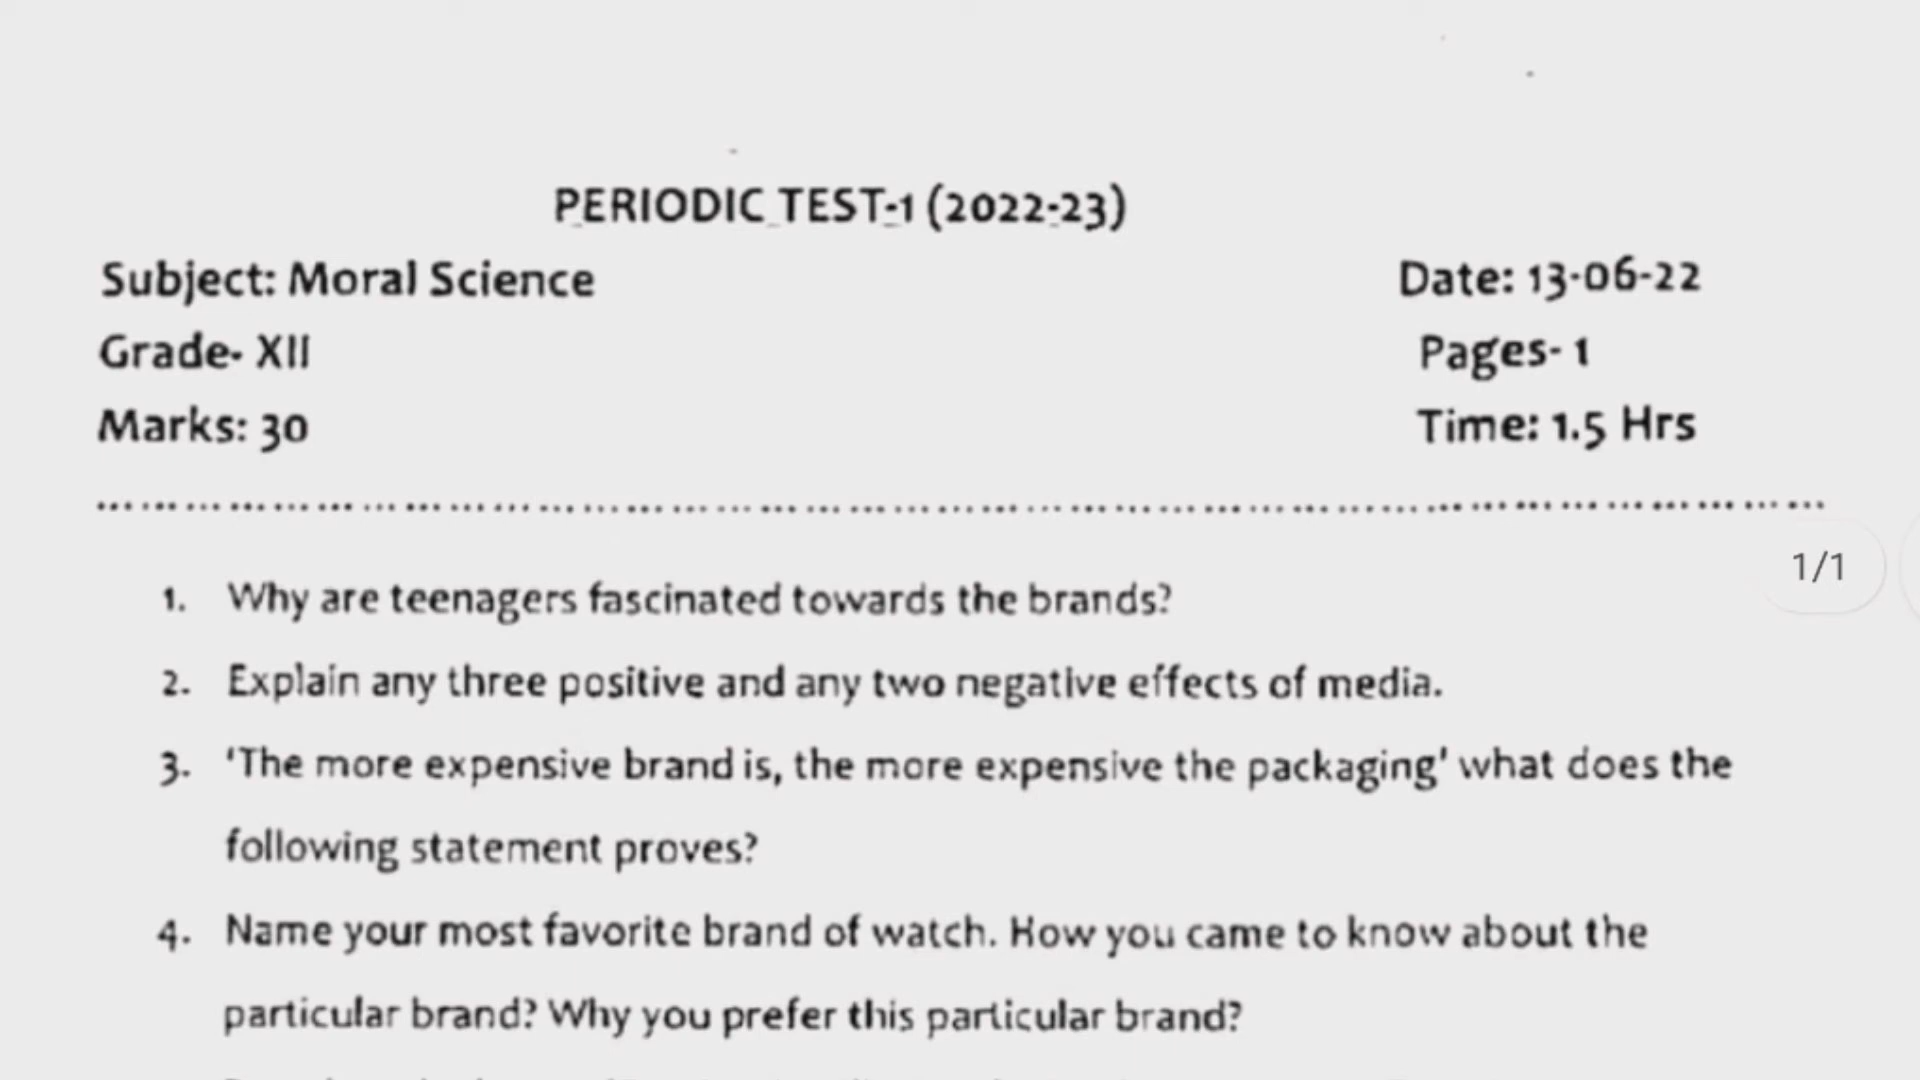 PERIODIC TEST-1 (2022-23)
Subject: Moral Science
Date: 13-06-22
Grade- XII
Pages- 1
Marks: 30
Time: 1.5 Hrs
1/1
1. Why are teenagers fascinated towards the brands?
2. Explain any three positive and any two negative effects of media.
3. ‘The more expensive brand is, the more expensive the packaging’ what does the
following statement proves?
4. Name your most favorite brand of watch. How you came to know about the
particular brand? Why you prefer this particular brand?